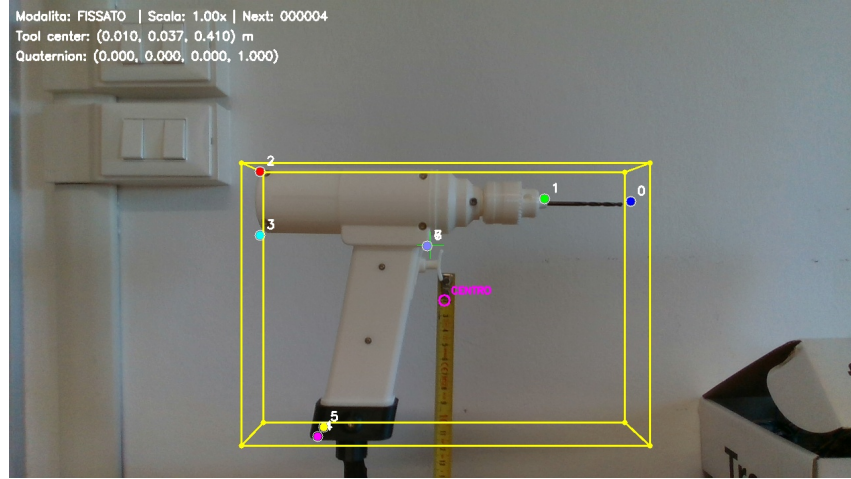 Modalita: FISSATO | Scala: 1.00x | Next: 000004
Tool center: (0.010, 0.037, 0.410) m
Quaternion: (0.000, 0.000, 0.000, 1.000)
2
1
0
3
CENTRO
5
Tro